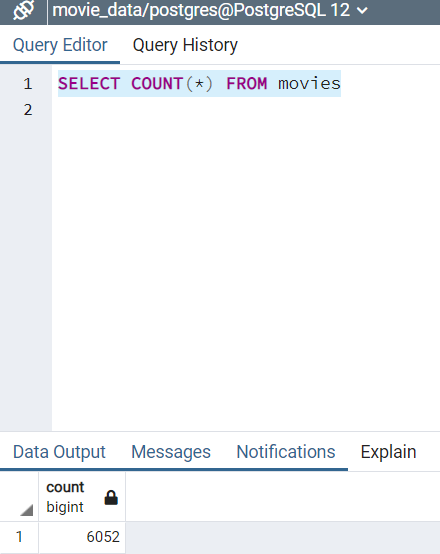 movie_data/postgres@PostgreSQL 12
Query Editor Query History
1 SELECT COUNT(*) FROM movies
2
Data Output Messages Notifications Explain
count
bigint
1 6052